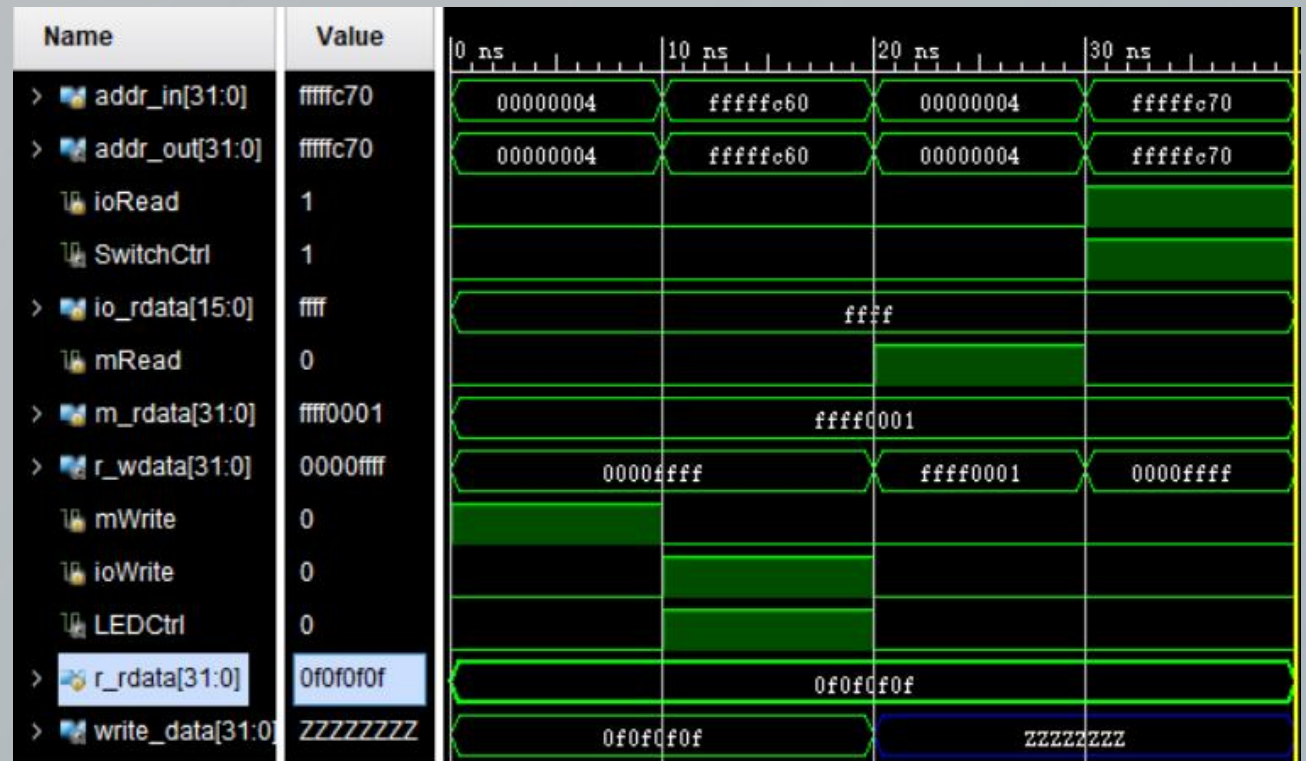 Name Value 0 ns 10 ns 20 ns 30 ns
addr_in[31:0] fffffc70 00000004 fffffc60 00000004 fffffc70
addr_out[31:0] fffffc70 00000004 fffffc60 00000004 fffffc70
ioRead 1
SwitchCtrl 1
io_rdata[15:0] ffff ffff
mRead 0
m_rdata[31:0] ffff0001 ffff0001
r_wdata[31:0] 0000ffff 0000ffff ffff0001 0000ffff
mWrite 0
ioWrite 0
LEDCtrl 0
r_rdata[31:0] 0f0f0f0f 0f0f0f0f
write_data[31:0] ZZZZZZZZ 0f0f0f0f ZZZZZZZZ